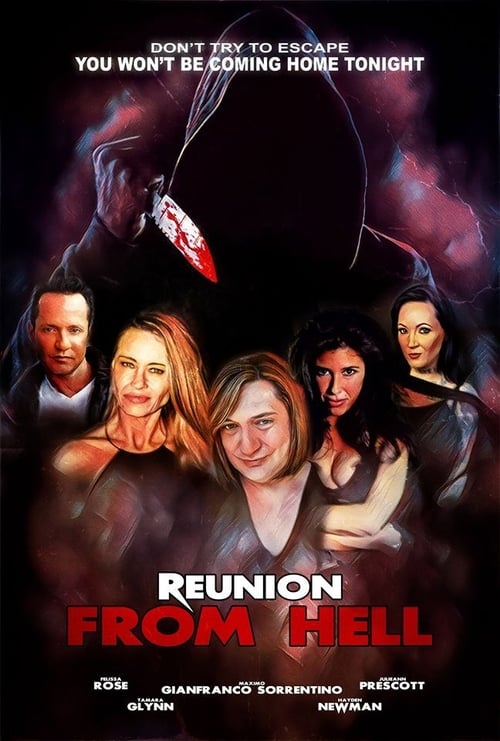 DON'T TRY TO ESCAPE
YOU WON'T BE COMING HOME TONIGHT
REUNION
FROM HELL
FELISSA ROSE
MAXIMO GIANFRANCO SORRENTINO
JULIEANN PRESCOTT
TAMARA GLYNN
HAYDEN NEWMAN